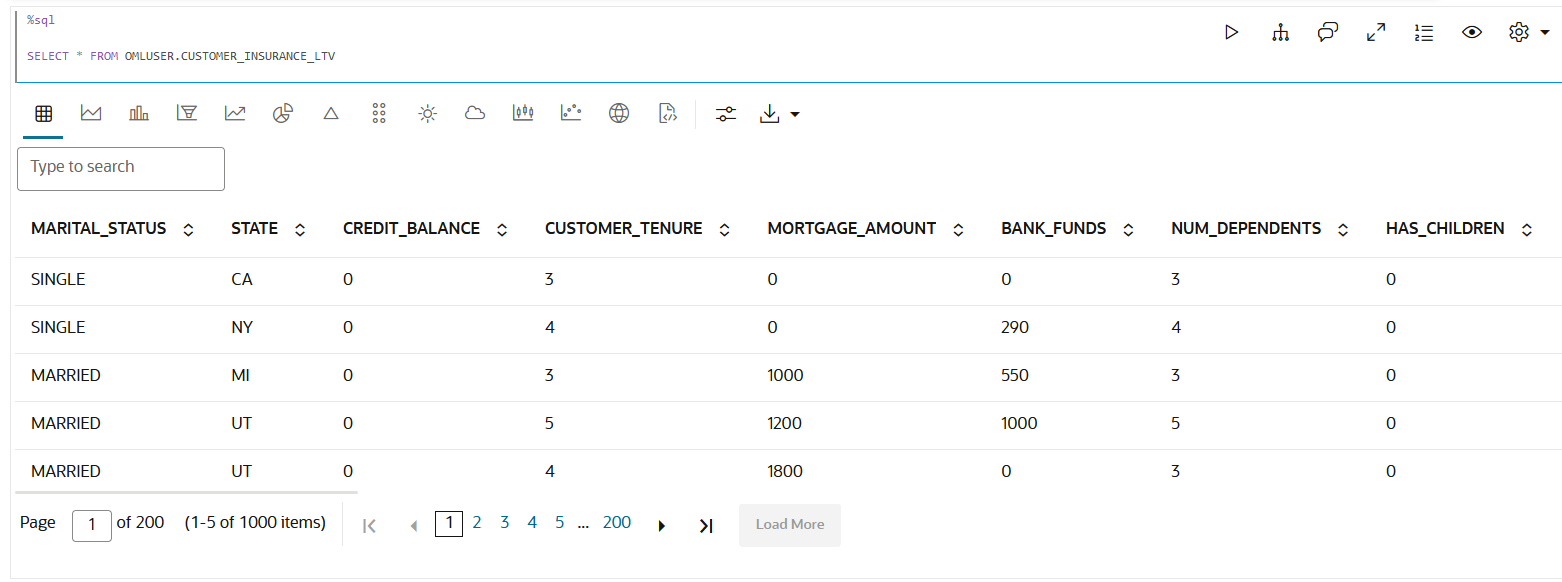 %sql
SELECT * FROM OMLUSER.CUSTOMER_INSURANCE_LTV
Type to search
MARITAL_STATUS STATE CREDIT_BALANCE CUSTOMER_TENURE MORTGAGE_AMOUNT BANK_FUNDS NUM_DEPENDENTS HAS_CHILDREN
SINGLE CA 0 3 0 0 3 0
SINGLE NY 0 4 0 290 4 0
MARRIED MI 0 3 1000 550 3 0
MARRIED UT 0 5 1200 1000 5 0
MARRIED UT 0 4 1800 0 3 0
Page 1 of 200 (1-5 of 1000 items) 1 2 3 4 5 ... 200 Load More